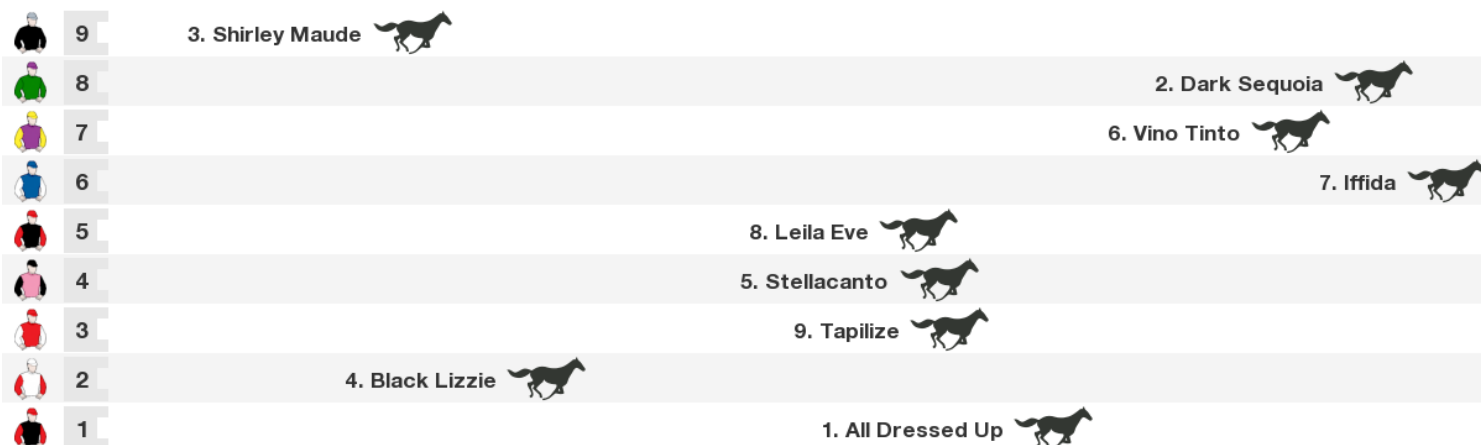 9 3. Shirley Maude
8 2. Dark Sequoia
7 6. Vino Tinto
6 7. Iffida
5 8. Leila Eve
4 5. Stellacanto
3 9. Tapilize
2 4. Black Lizzie
1 1. All Dressed Up